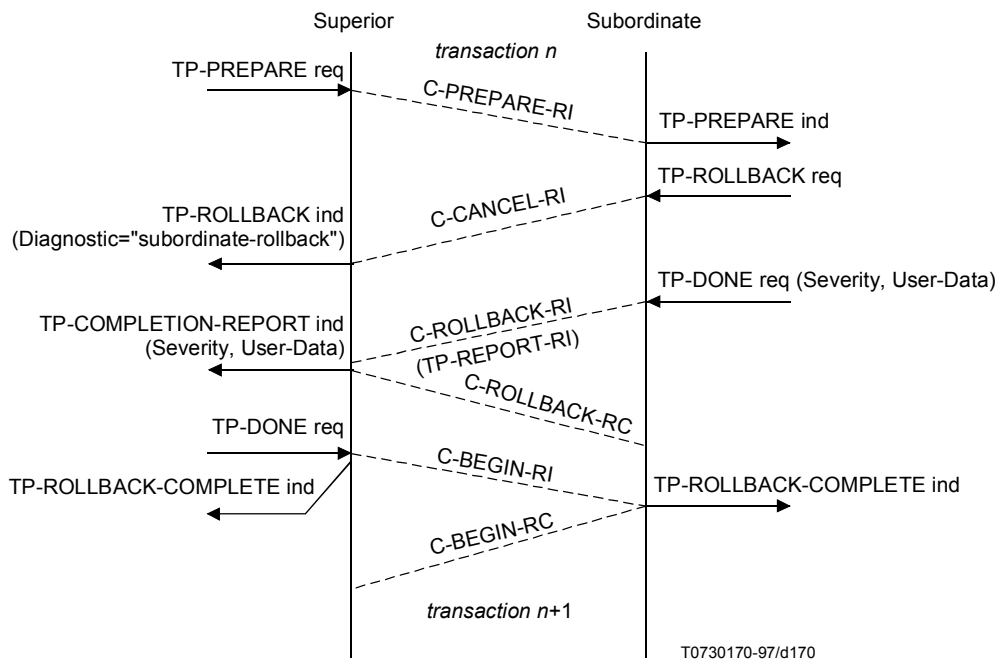 Superior
Subordinate
transaction n
TP-PREPARE req
C-PREPARE-RI
TP-PREPARE ind
TP-ROLLBACK req
C-CANCEL-RI
TP-ROLLBACK ind
(Diagnostic="subordinate-rollback")
TP-DONE req (Severity, User-Data)
C-ROLLBACK-RI
(TP-REPORT-RI)
TP-COMPLETION-REPORT ind
(Severity, User-Data)
C-ROLLBACK-RC
TP-DONE req
C-BEGIN-RI
TP-ROLLBACK-COMPLETE ind
TP-ROLLBACK-COMPLETE ind
C-BEGIN-RC
transaction n+1
T0730170-97/d170